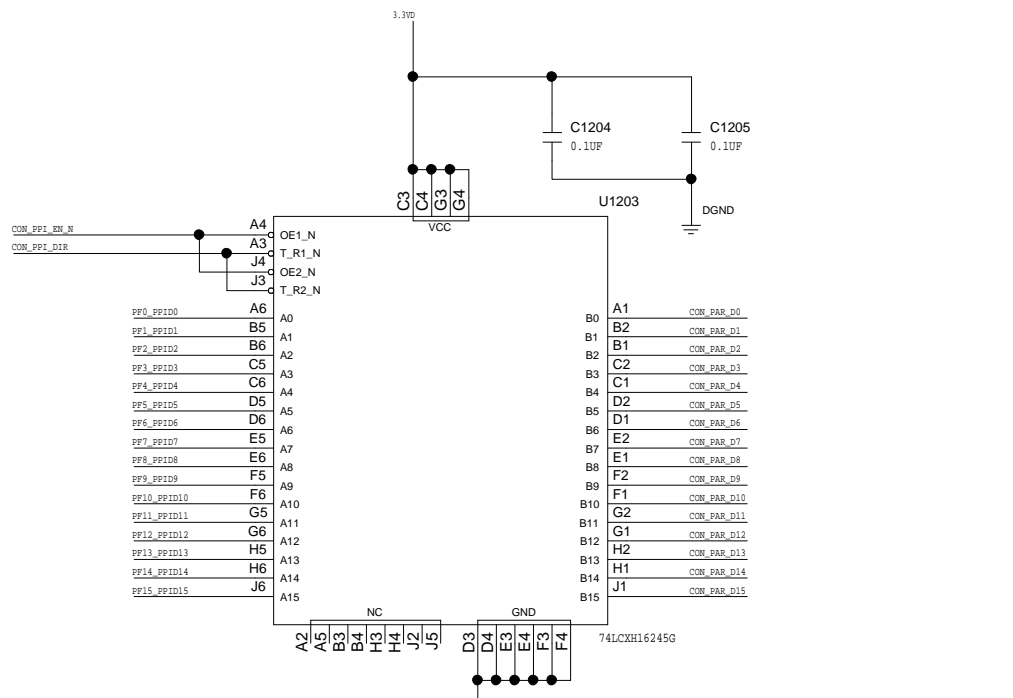 3.3VD
C1204
0.1UF
C1205
0.1UF
C3
C4
G3
G4
VCC
U1203
DGND
CON_PPI_EN_N A4 OE1_N
CON_PPI_DIR A3 T_R1_N
J4 OE2_N
J3 T_R2_N
PF0_PPID0 A6 A0 B0 A1 CON_PAR_D0
PF1_PPID1 B5 A1 B1 B2 CON_PAR_D1
PF2_PPID2 B6 A2 B2 B1 CON_PAR_D2
PF3_PPID3 C5 A3 B3 C2 CON_PAR_D3
PF4_PPID4 C6 A4 B4 C1 CON_PAR_D4
PF5_PPID5 D5 A5 B5 D2 CON_PAR_D5
PF6_PPID6 D6 A6 B6 D1 CON_PAR_D6
PF7_PPID7 E5 A7 B7 E2 CON_PAR_D7
PF8_PPID8 E6 A8 B8 E1 CON_PAR_D8
PF9_PPID9 F5 A9 B9 F2 CON_PAR_D9
PF10_PPID10 F6 A10 B10 F1 CON_PAR_D10
PF11_PPID11 G5 A11 B11 G2 CON_PAR_D11
PF12_PPID12 G6 A12 B12 G1 CON_PAR_D12
PF13_PPID13 H5 A13 B13 H2 CON_PAR_D13
PF14_PPID14 H6 A14 B14 H1 CON_PAR_D14
PF15_PPID15 J6 A15 B15 J1 CON_PAR_D15
NC
GND
A2
A5
B3
B4
H3
H4
J2
J5
D3
D4
E3
E4
F3
F4
74LCXH16245G